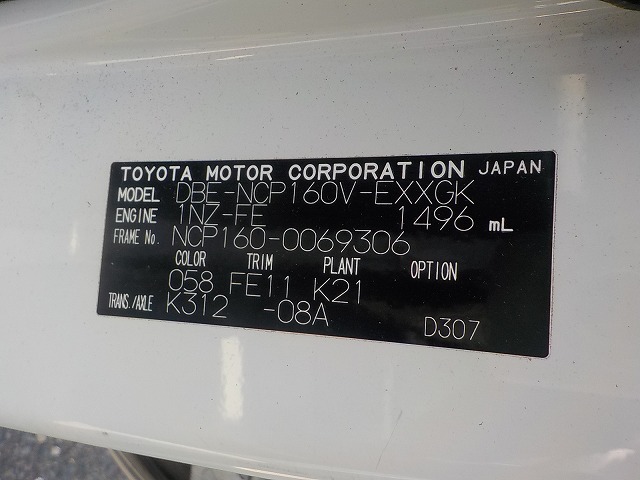 TOYOTA MOTOR CORPORATION JAPAN
MODEL DBE-NCP160V-EXXGK
ENGINE 1NZ-FE 1496 mL
FRAME No. NCP160-0069306
COLOR TRIM PLANT OPTION
058 FE11 K21
TRANS./AXLE K312 -08A
D307